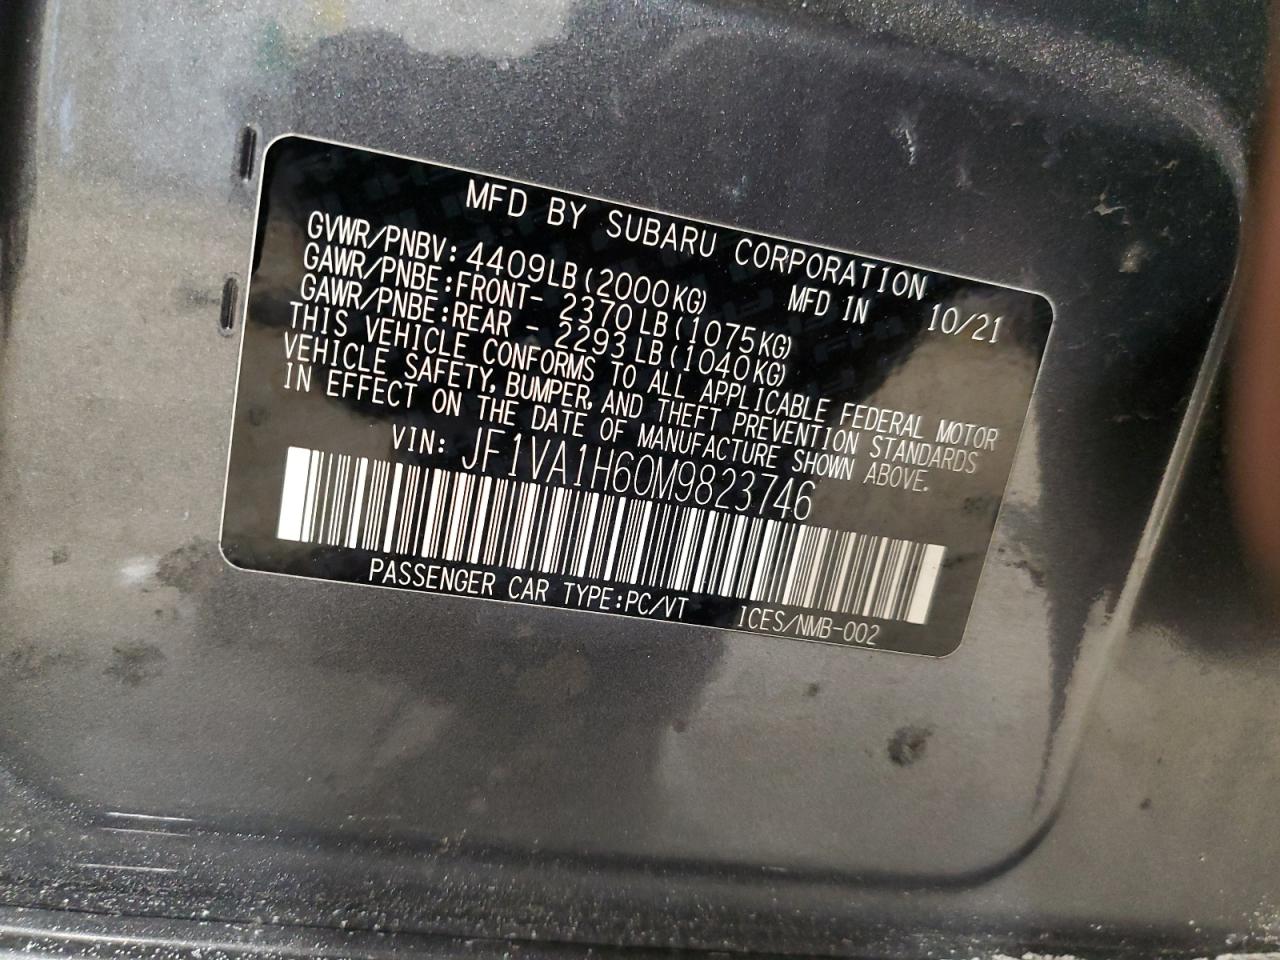 MFD BY SUBARU CORPORATION
GVWR/PNBV: 4409LB(2000KG) MFD IN 10/21
GAWR/PNBE:FRONT- 2370LB(1075KG)
GAWR/PNBE:REAR - 2293LB(1040KG)
THIS VEHICLE CONFORMS TO ALL APPLICABLE FEDERAL MOTOR
VEHICLE SAFETY, BUMPER, AND THEFT PREVENTION STANDARDS
IN EFFECT ON THE DATE OF MANUFACTURE SHOWN ABOVE.
VIN: JF1VA1H60M9823746
PASSENGER CAR TYPE:PC/VT ICES/NMB-002